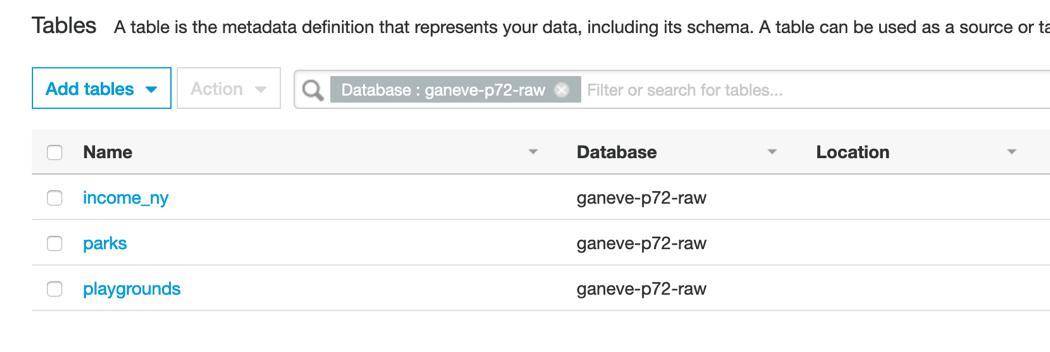 Tables A table is the metadata definition that represents your data, including its schema. A table can be used as a source or ta
Add tables Action Database : ganeve-p72-raw Filter or search for tables...
Name Database Location
income_ny ganeve-p72-raw
parks ganeve-p72-raw
playgrounds ganeve-p72-raw